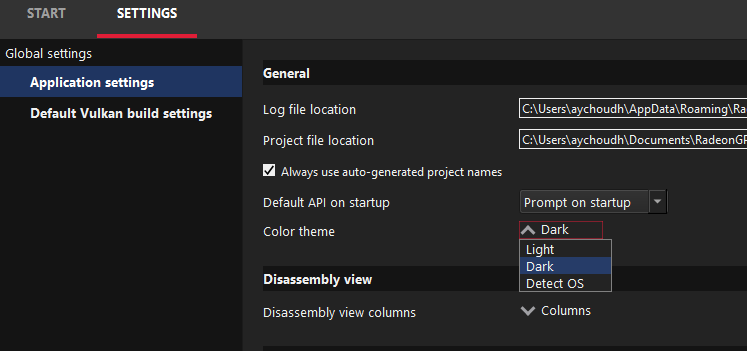 START SETTINGS
Global settings
Application settings
Default Vulkan build settings
General
Log file location C:\Users\aychoudh\AppData\Roaming\Ra
Project file location C:\Users\aychoudh\Documents\RadeonGP
Always use auto-generated project names
Default API on startup Prompt on startup
Color theme Dark
Light
Dark
Detect OS
Disassembly view
Disassembly view columns Columns